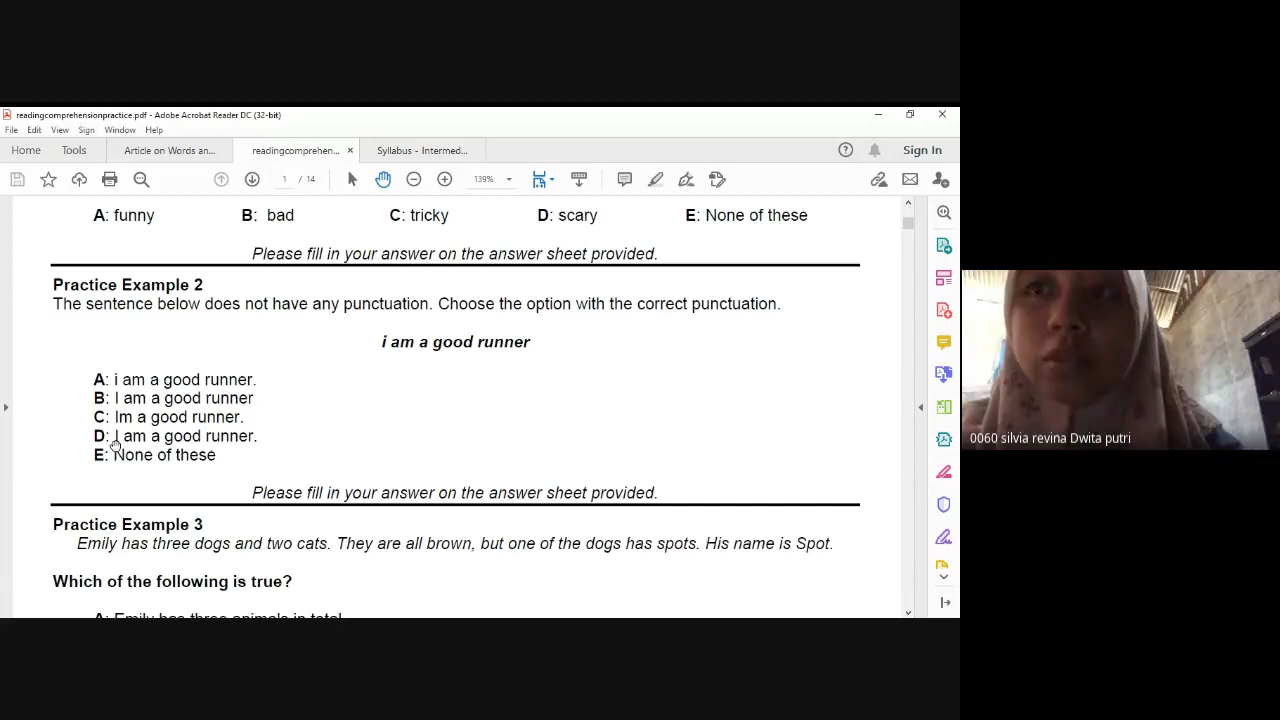 readingcomprehensionpractice.pdf - Adobe Acrobat Reader DC (32-bit)
File Edit View Sign Window Help
Home Tools Article on Words an... readingcomprehen... × Syllabus - Intermed... Sign In
1 / 14 139%
A: funny B: bad C: tricky D: scary E: None of these
Please fill in your answer on the answer sheet provided.
Practice Example 2
The sentence below does not have any punctuation. Choose the option with the correct punctuation.
i am a good runner
A: i am a good runner.
B: I am a good runner
C: Im a good runner.
D: I am a good runner.
E: None of these
Please fill in your answer on the answer sheet provided.
Practice Example 3
Emily has three dogs and two cats. They are all brown, but one of the dogs has spots. His name is Spot.
Which of the following is true?
A: Emily has three animals in total
0060 silvia revina Dwita putri